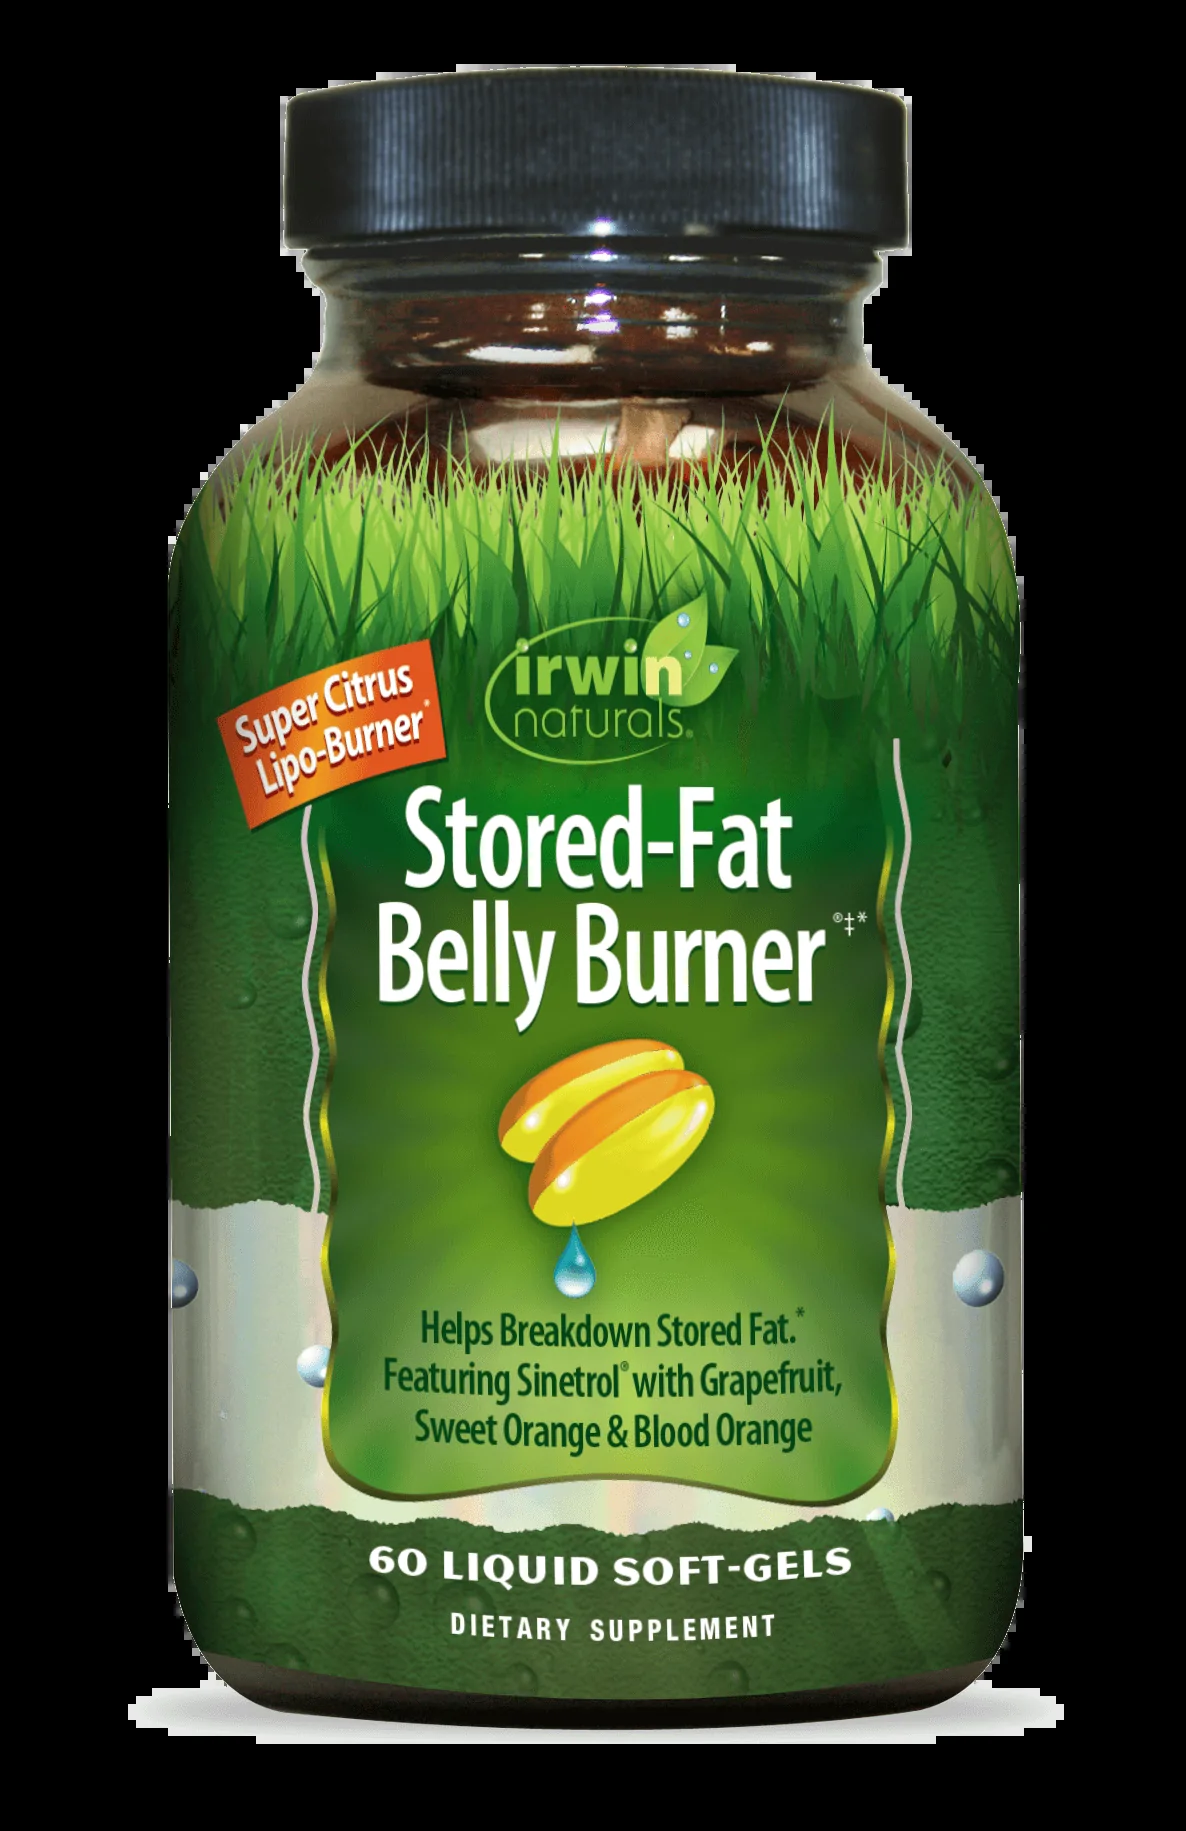 irwin
naturals®
Super Citrus
Lipo-Burner*
Stored-Fat
Belly Burner®‡*
Helps Breakdown Stored Fat.*
Featuring Sinetrol® with Grapefruit,
Sweet Orange & Blood Orange
60 LIQUID SOFT-GELS
DIETARY SUPPLEMENT